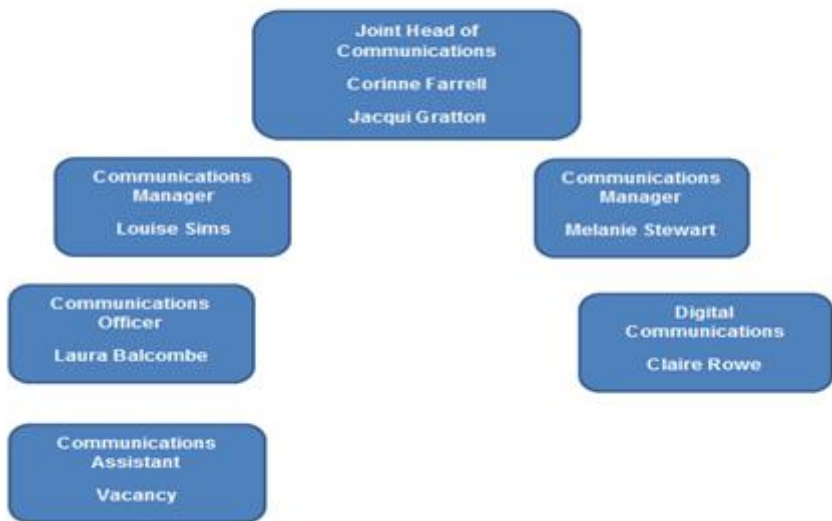 Joint Head of
Communications
Corinne Farrell
Jacqui Gratton
Communications
Manager
Louise Sims
Communications
Manager
Melanie Stewart
Communications
Officer
Laura Balcombe
Digital
Communications
Claire Rowe
Communications
Assistant
Vacancy